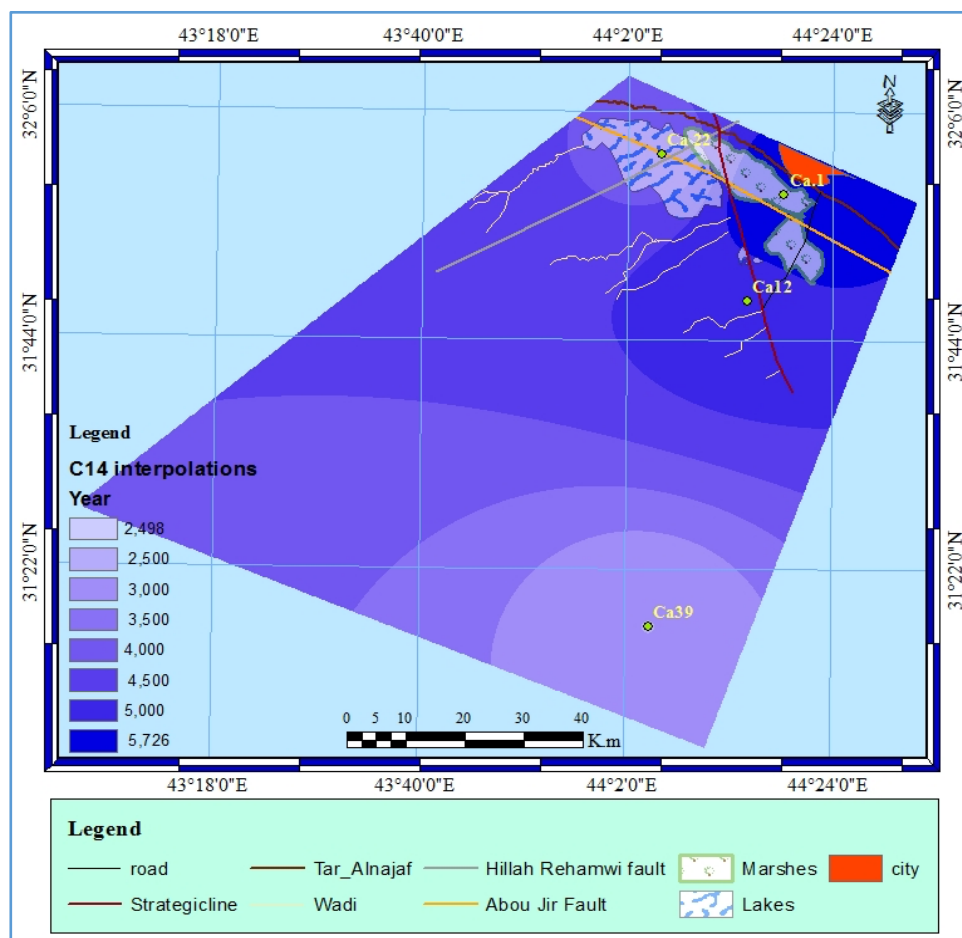 43°18'0"E 43°40'0"E 44°2'0"E 44°24'0"E
32°6'0"N
32°6'0"N
N
Ca 22
Ca.1
Ca12
31°44'0"N
31°44'0"N
Legend
C14 interpolations
Year
2,498
2,500
3,000
3,500
4,000
4,500
5,000
5,726
31°22'0"N
31°22'0"N
Ca39
0 5 10 20 30 40
K.m
43°18'0"E 43°40'0"E 44°2'0"E 44°24'0"E
Legend
road Tar_Alnajaf Hillah Rehamwi fault Marshes city
Strategicline Wadi Abou Jir Fault Lakes